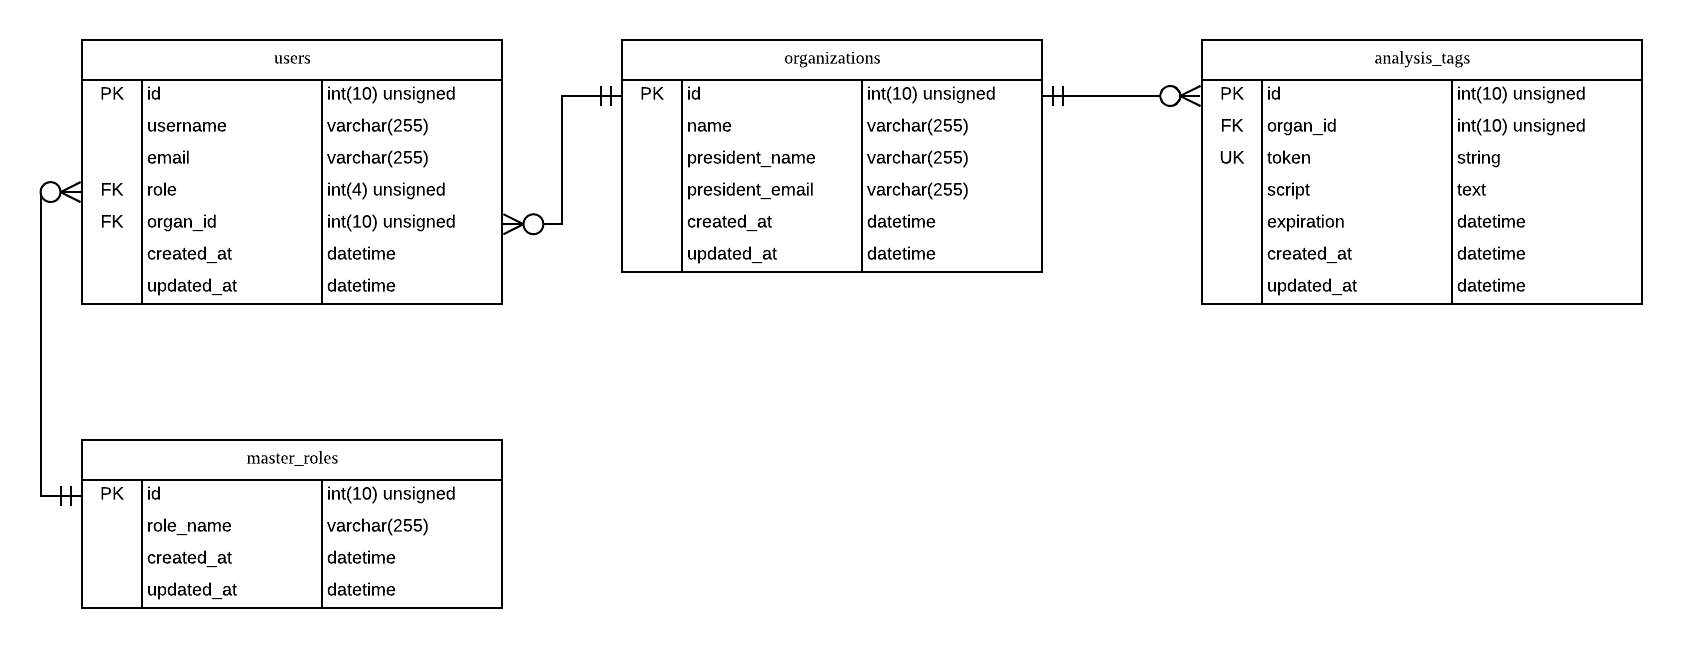 users
PK id int(10) unsigned
username varchar(255)
email varchar(255)
FK role int(4) unsigned
FK organ_id int(10) unsigned
created_at datetime
updated_at datetime
organizations
PK id int(10) unsigned
name varchar(255)
president_name varchar(255)
president_email varchar(255)
created_at datetime
updated_at datetime
analysis_tags
PK id int(10) unsigned
FK organ_id int(10) unsigned
UK token string
script text
expiration datetime
created_at datetime
updated_at datetime
master_roles
PK id int(10) unsigned
role_name varchar(255)
created_at datetime
updated_at datetime